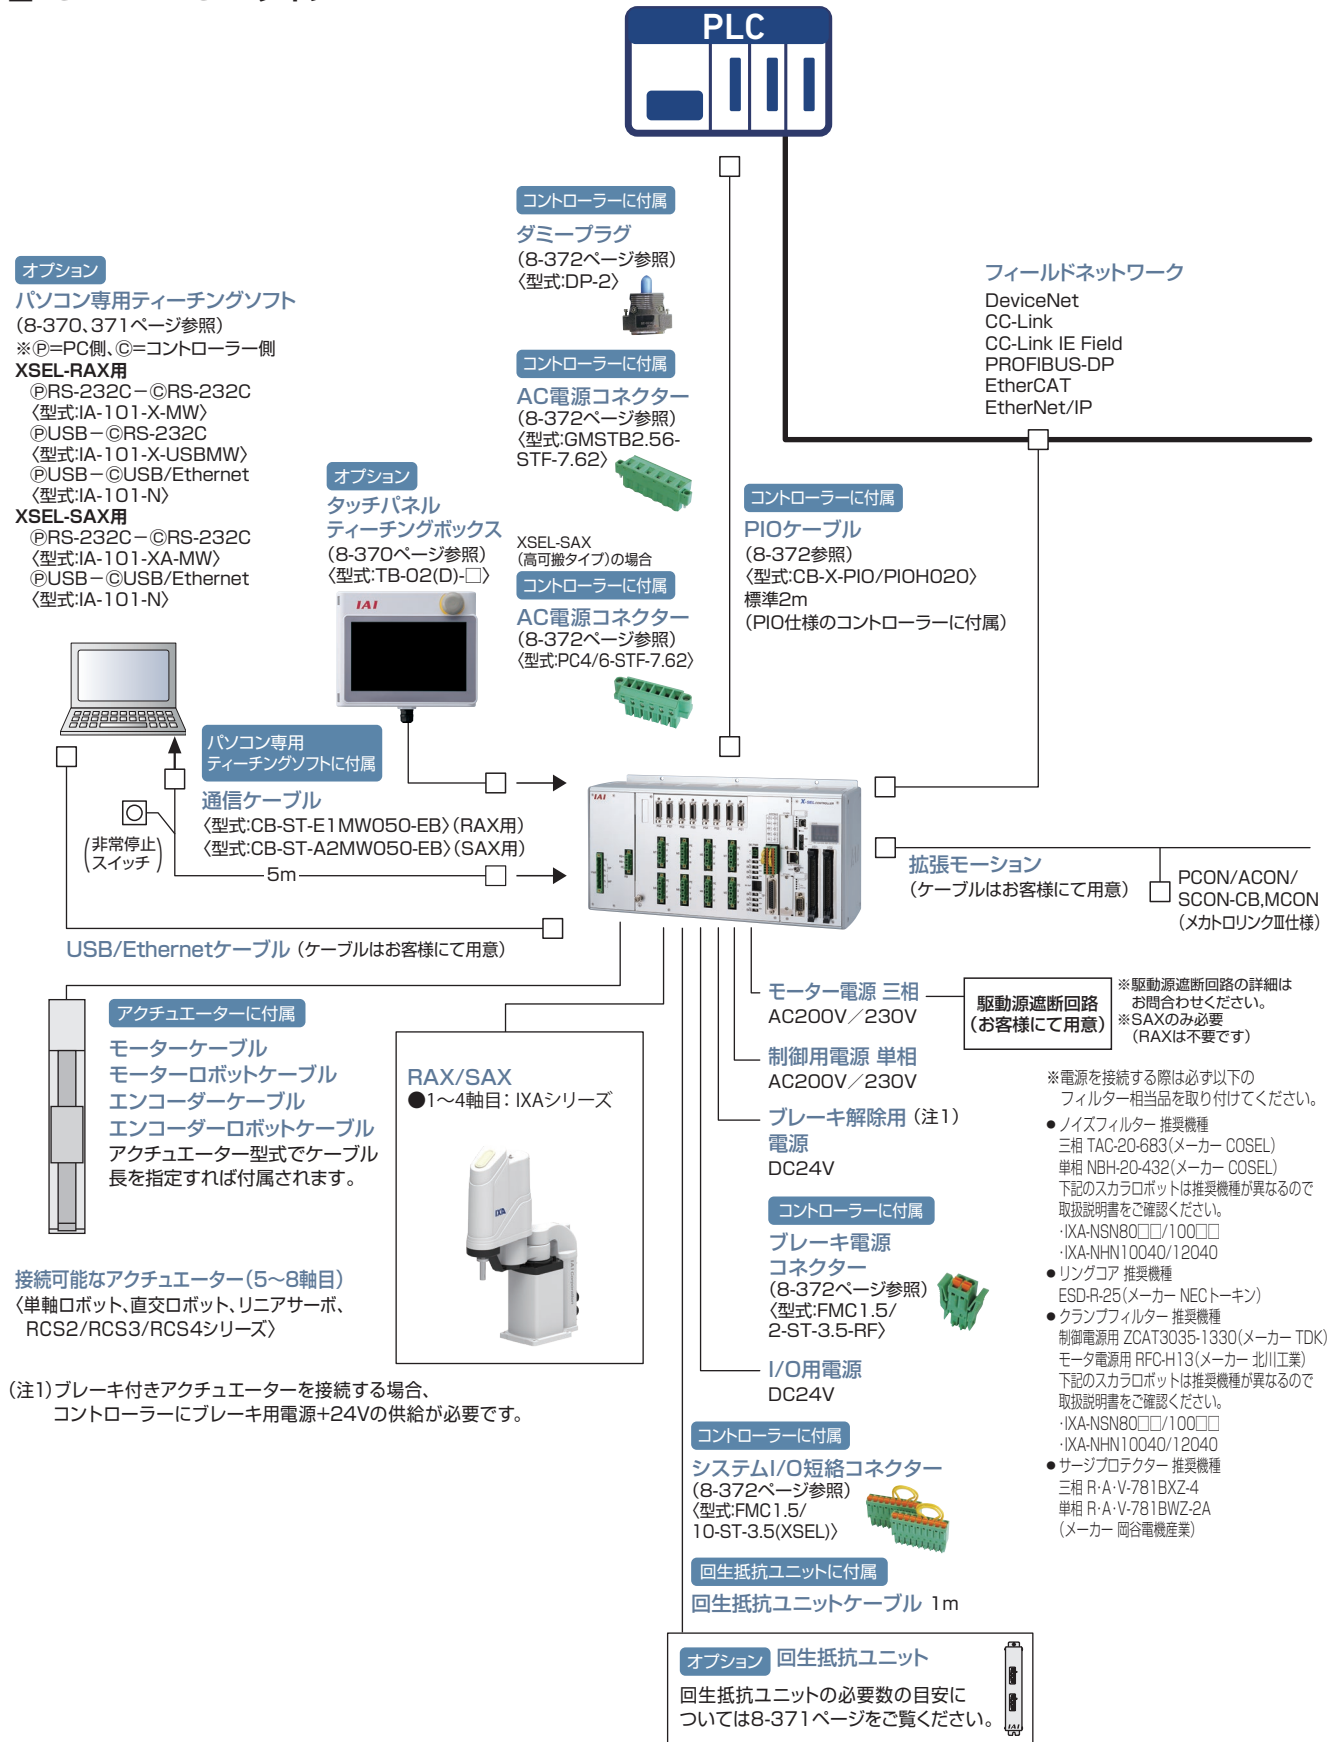 PLC
コントローラーに付属
ダミープラグ
(8-372ページ参照)
〈型式:DP-2〉
オプション
パソコン専用ティーチングソフト
(8-370、371ページ参照)
※Ⓟ=PC側、Ⓒ=コントローラー側
XSEL-RAX用
ⓅRS-232C－ⒸRS-232C
〈型式:IA-101-X-MW〉
ⓅUSB－ⒸRS-232C
〈型式:IA-101-X-USBMW〉
ⓅUSB－ⒸUSB/Ethernet
〈型式:IA-101-N〉
XSEL-SAX用
ⓅRS-232C－ⒸRS-232C
〈型式:IA-101-XA-MW〉
ⓅUSB－ⒸUSB/Ethernet
〈型式:IA-101-N〉
コントローラーに付属
AC電源コネクター
(8-372ページ参照)
〈型式:GMSTB2.56-
STF-7.62〉
フィールドネットワーク
DeviceNet
CC-Link
CC-Link IE Field
PROFIBUS-DP
EtherCAT
EtherNet/IP
オプション
タッチパネル
ティーチングボックス
(8-370ページ参照)
〈型式:TB-02(D)-□〉
IAI
XSEL-SAX
(高可搬タイプ)の場合
コントローラーに付属
AC電源コネクター
(8-372ページ参照)
〈型式:PC4/6-STF-7.62〉
コントローラーに付属
PIOケーブル
(8-372参照)
〈型式:CB-X-PIO/PIOH020〉
標準2m
(PIO仕様のコントローラーに付属)
パソコン専用
ティーチングソフトに付属
通信ケーブル
〈型式:CB-ST-E1MW050-EB〉(RAX用)
〈型式:CB-ST-A2MW050-EB〉(SAX用)
(非常停止
スイッチ)
5m
IAI
X-SEL CONTROLLER
拡張モーション
(ケーブルはお客様にて用意)
PCON/ACON/
SCON-CB,MCON
(メカトロリンクⅢ仕様)
USB/Ethernetケーブル (ケーブルはお客様にて用意)
アクチュエーターに付属
モーターケーブル
モーターロボットケーブル
エンコーダーケーブル
エンコーダーロボットケーブル
アクチュエーター型式でケーブル
長を指定すれば付属されます。
接続可能なアクチュエーター(5〜8軸目)
〈単軸ロボット、直交ロボット、リニアサーボ、
RCS2/RCS3/RCS4シリーズ〉
RAX/SAX
●1〜4軸目: IXAシリーズ
IXA
(注1)ブレーキ付きアクチュエーターを接続する場合、
コントローラーにブレーキ用電源+24Vの供給が必要です。
モーター電源 三相
AC200V／230V
駆動源遮断回路
(お客様にて用意)
※駆動源遮断回路の詳細は
お問合わせください。
※SAXのみ必要
(RAXは不要です)
制御用電源 単相
AC200V／230V
ブレーキ解除用 (注1)
電源
DC24V
コントローラーに付属
ブレーキ電源
コネクター
(8-372ページ参照)
〈型式:FMC1.5/
2-ST-3.5-RF〉
I/O用電源
DC24V
コントローラーに付属
システムI/O短絡コネクター
(8-372ページ参照)
〈型式:FMC1.5/
10-ST-3.5(XSEL)〉
回生抵抗ユニットに付属
回生抵抗ユニットケーブル 1m
オプション 回生抵抗ユニット
回生抵抗ユニットの必要数の目安に
ついては8-371ページをご覧ください。
IAI
※電源を接続する際は必ず以下の
フィルター相当品を取り付けてください。
●ノイズフィルター 推奨機種
三相 TAC-20-683(メーカー COSEL)
単相 NBH-20-432(メーカー COSEL)
下記のスカラロボットは推奨機種が異なるので
取扱説明書をご確認ください。
・IXA-NSN80□□/100□□
・IXA-NHN10040/12040
●リングコア 推奨機種
ESD-R-25(メーカー NECトーキン)
●クランプフィルター 推奨機種
制御電源用 ZCAT3035-1330(メーカー TDK)
モータ電源用 RFC-H13(メーカー 北川工業)
下記のスカラロボットは推奨機種が異なるので
取扱説明書をご確認ください。
・IXA-NSN80□□/100□□
・IXA-NHN10040/12040
●サージプロテクター 推奨機種
三相 R・A・V-781BXZ-4
単相 R・A・V-781BWZ-2A
(メーカー 岡谷電機産業)